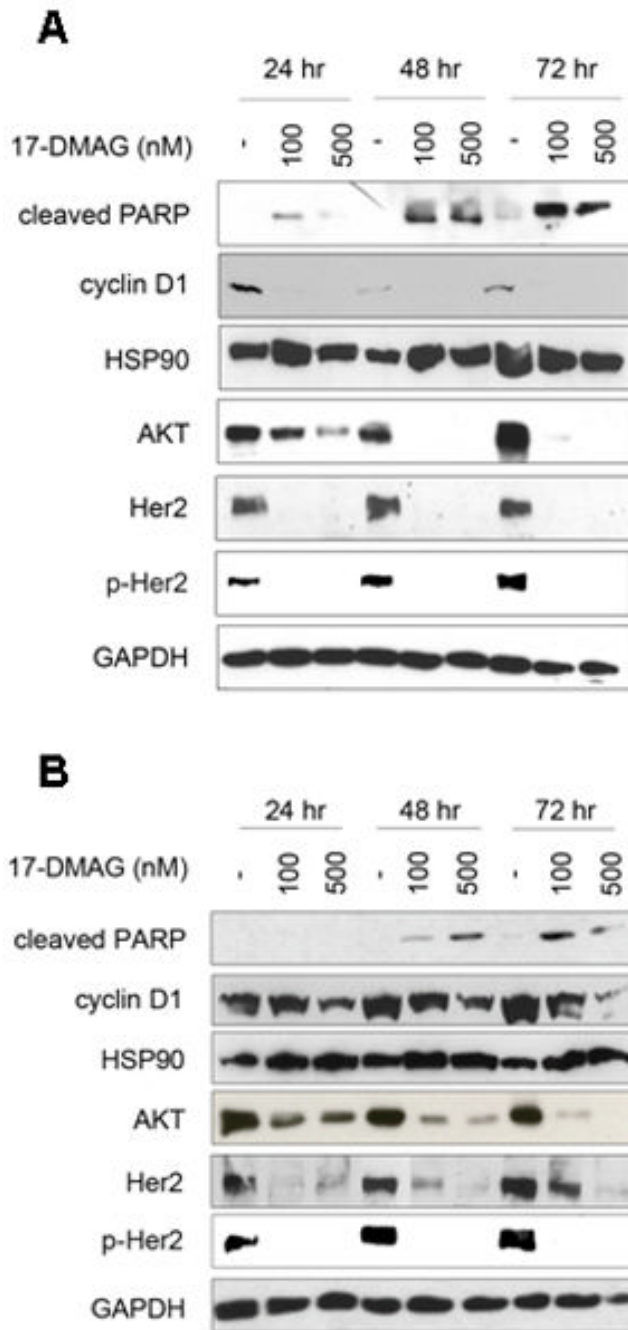 A
24 hr 48 hr 72 hr
17-DMAG (nM) - 100 500 - 100 500 - 100 500
cleaved PARP
cyclin D1
HSP90
AKT
Her2
p-Her2
GAPDH
B
24 hr 48 hr 72 hr
17-DMAG (nM) - 100 500 - 100 500 - 100 500
cleaved PARP
cyclin D1
HSP90
AKT
Her2
p-Her2
GAPDH